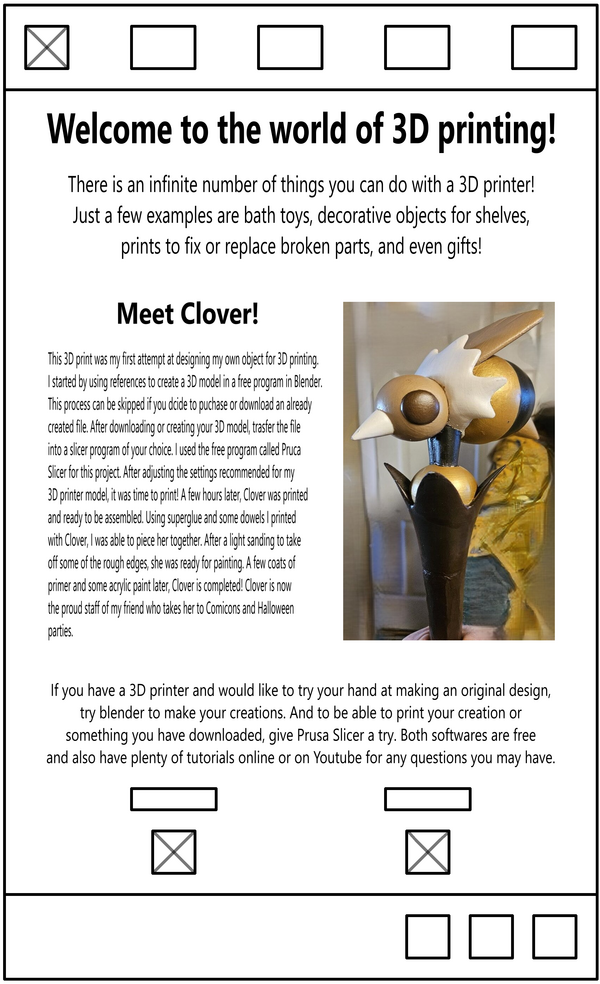 Welcome to the world of 3D printing!
There is an infinite number of things you can do with a 3D printer!
Just a few examples are bath toys, decorative objects for shelves,
prints to fix or replace broken parts, and even gifts!
Meet Clover!
This 3D print was my first attempt at designing my own object for 3D printing.
I started by using references to create a 3D model in a free program in Blender.
This process can be skipped if you dcide to puchase or download an already
created file. After downloading or creating your 3D model, trasfer the file
into a slicer program of your choice. I used the free program called Pruca
Slicer for this project. After adjusting the settings recommended for my
3D printer model, it was time to print! A few hours later, Clover was printed
and ready to be assembled. Using superglue and some dowels I printed
with Clover, I was able to piece her together. After a light sanding to take
off some of the rough edges, she was ready for painting. A few coats of
primer and some acrylic paint later, Clover is completed! Clover is now
the proud staff of my friend who takes her to Comicons and Halloween
parties.
If you have a 3D printer and would like to try your hand at making an original design,
try blender to make your creations. And to be able to print your creation or
something you have downloaded, give Prusa Slicer a try. Both softwares are free
and also have plenty of tutorials online or on Youtube for any questions you may have.